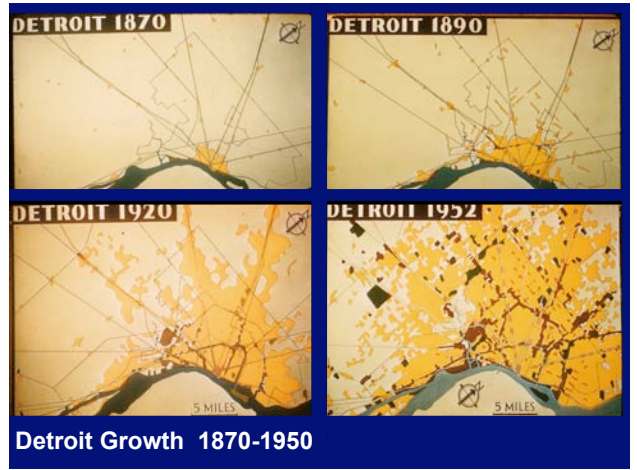 DETROIT 1870
DETROIT 1890
DETROIT 1920
5 MILES
DETROIT 1952
5 MILES
Detroit Growth 1870-1950